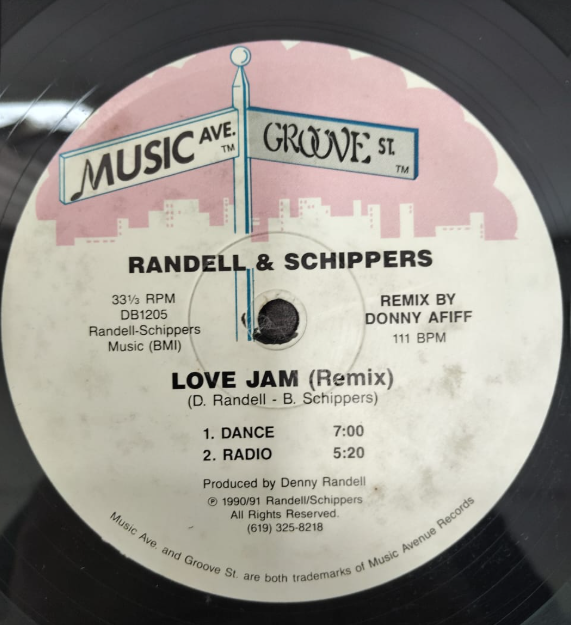 MUSIC AVE. TM
GROOVE ST. TM
RANDELL & SCHIPPERS
33⅓ RPM
DB1205
Randell-Schippers
Music (BMI)
REMIX BY
DONNY AFIFF
111 BPM
LOVE JAM (Remix)
(D. Randell - B. Schippers)
1. DANCE 7:00
2. RADIO 5:20
Produced by Denny Randell
℗ 1990/91 Randell/Schippers
All Rights Reserved.
(619) 325-8218
Music Ave. and Groove St. are both trademarks of Music Avenue Records